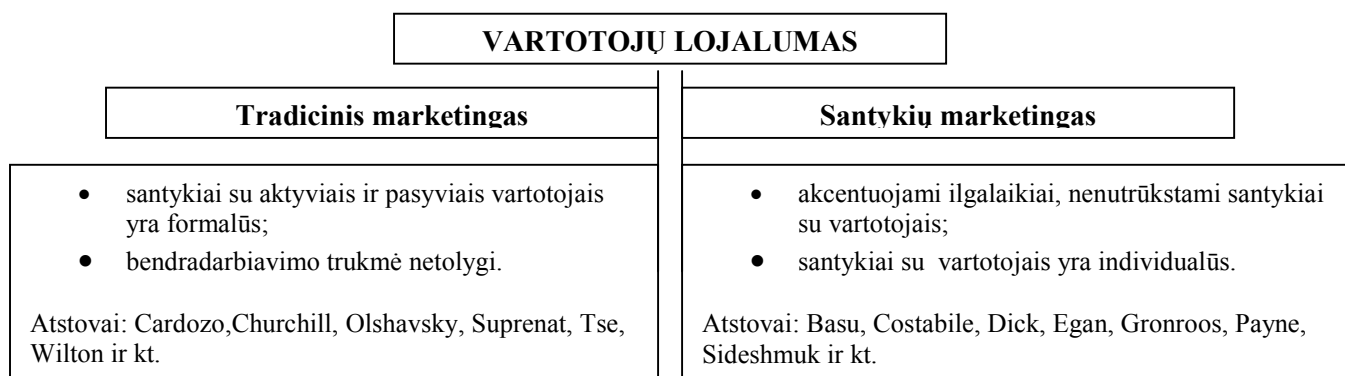 VARTOTOJŲ LOJALUMAS
Tradicinis marketingas
santykiai su aktyviais ir pasyviais vartotojais
yra formalūs;
bendradarbiavimo trukmė netolygi.
Atstovai: Cardozo,Churchill, Olshavsky, Suprenat, Tse,
Wilton ir kt.
Santykių marketingas
akcentuojami ilgalaikiai, nenutrūkstami santykiai
su vartotojais;
santykiai su vartotojais yra individualūs.
Atstovai: Basu, Costabile, Dick, Egan, Gronroos, Payne,
Sideshmuk ir kt.